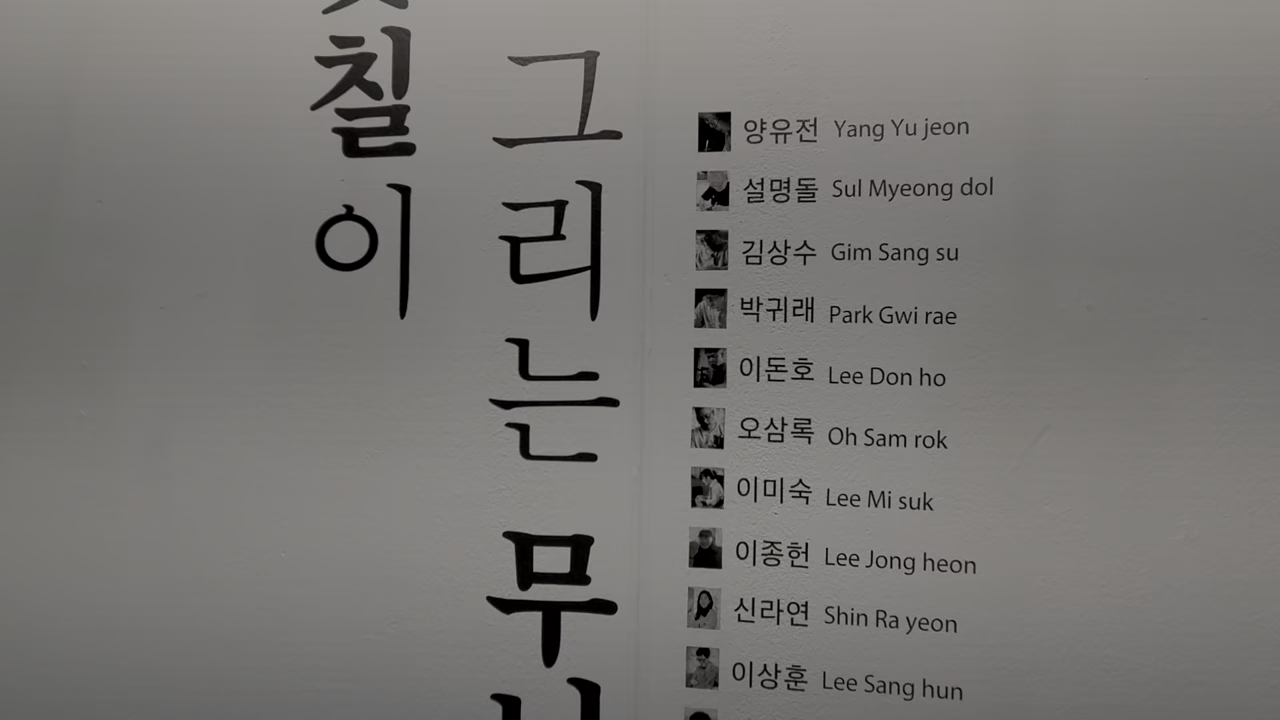 칠이
그리는무
양유전 Yang Yu jeon
설명돌 Sul Myeong dol
김상수 Gim Sang su
박귀래 Park Gwi rae
이돈호 Lee Don ho
오삼록 Oh Sam rok
이미숙 Lee Mi suk
이종헌 Lee Jong heon
신라연 Shin Ra yeon
이상훈 Lee Sang hun